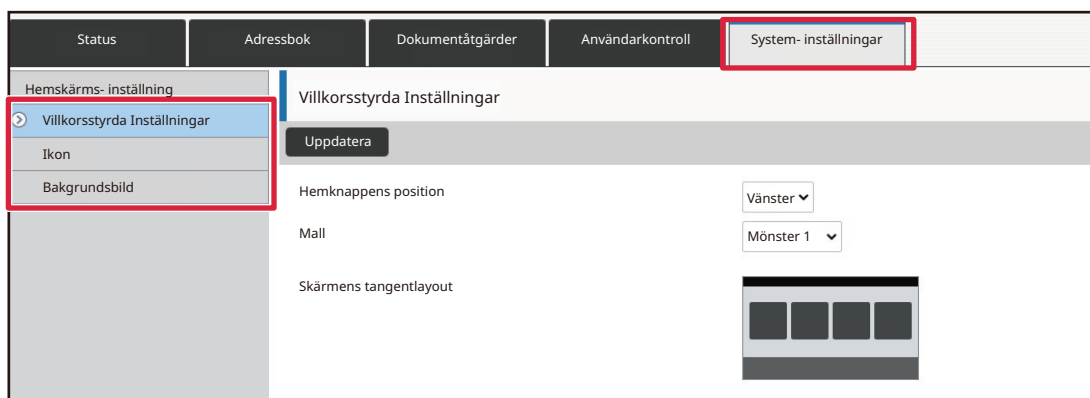 Status
Adressbok
Dokumentåtgärder
Användarkontroll
System- inställningar
Hemskärms- inställning
Villkorsstyrda Inställningar
Ikon
Bakgrundsbild
Villkorsstyrda Inställningar
Uppdatera
Hemknappens position
Vänster
Mall
Mönster 1
Skärmens tangentlayout